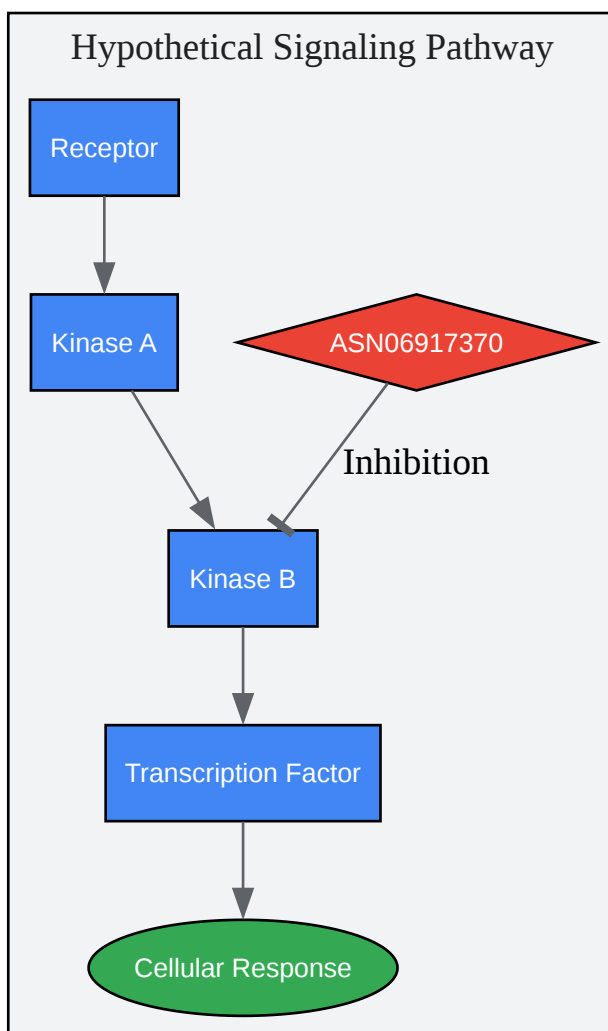 Hypothetical Signaling Pathway
Receptor
Kinase A
ASN06917370
Inhibition
Kinase B
Transcription Factor
Cellular Response